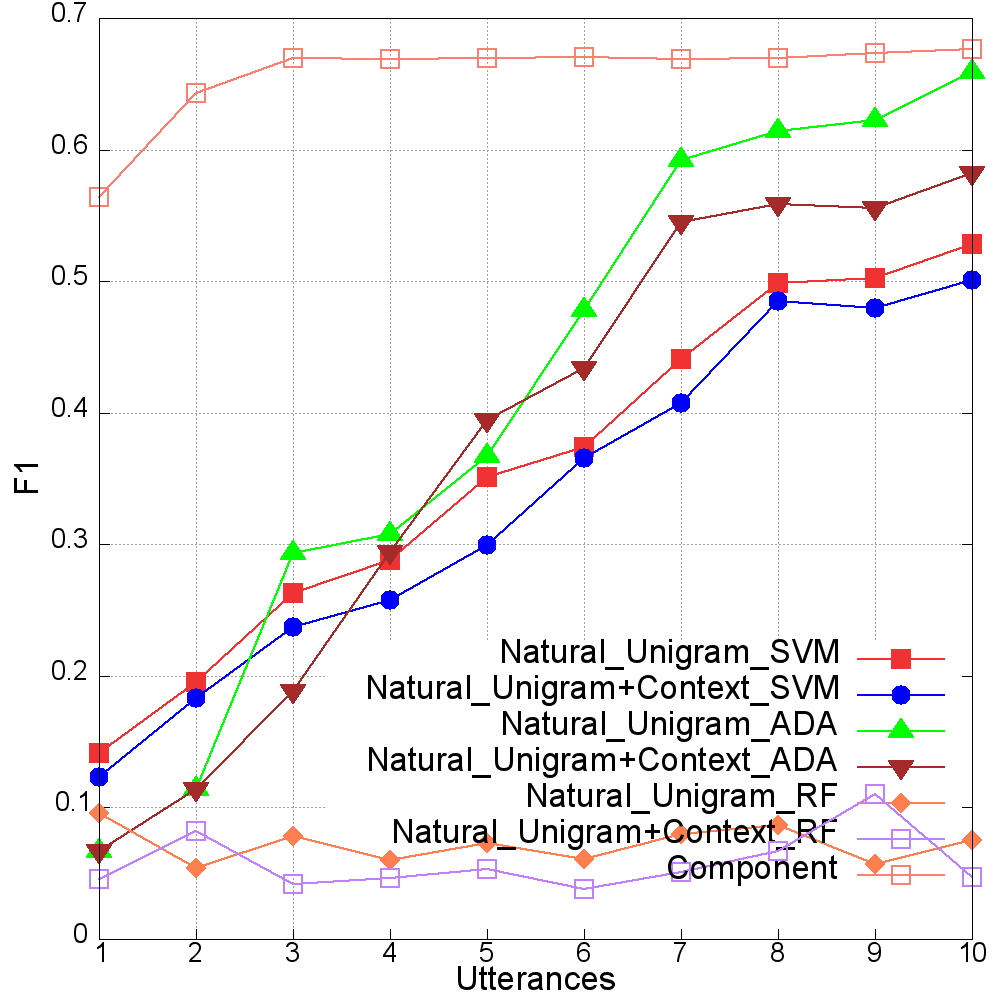 0.7
0.6
0.5
0.4
0.3
0.2
0.1
0
F1
Natural_Unigram_SVM
Natural_Unigram+Context_SVM
Natural_Unigram_ADA
Natural_Unigram+Context_ADA
Natural_Unigram_RF
Natural_Unigram+Context_RF
Component
1 2 3 4 5 6 7 8 9 10
Utterances